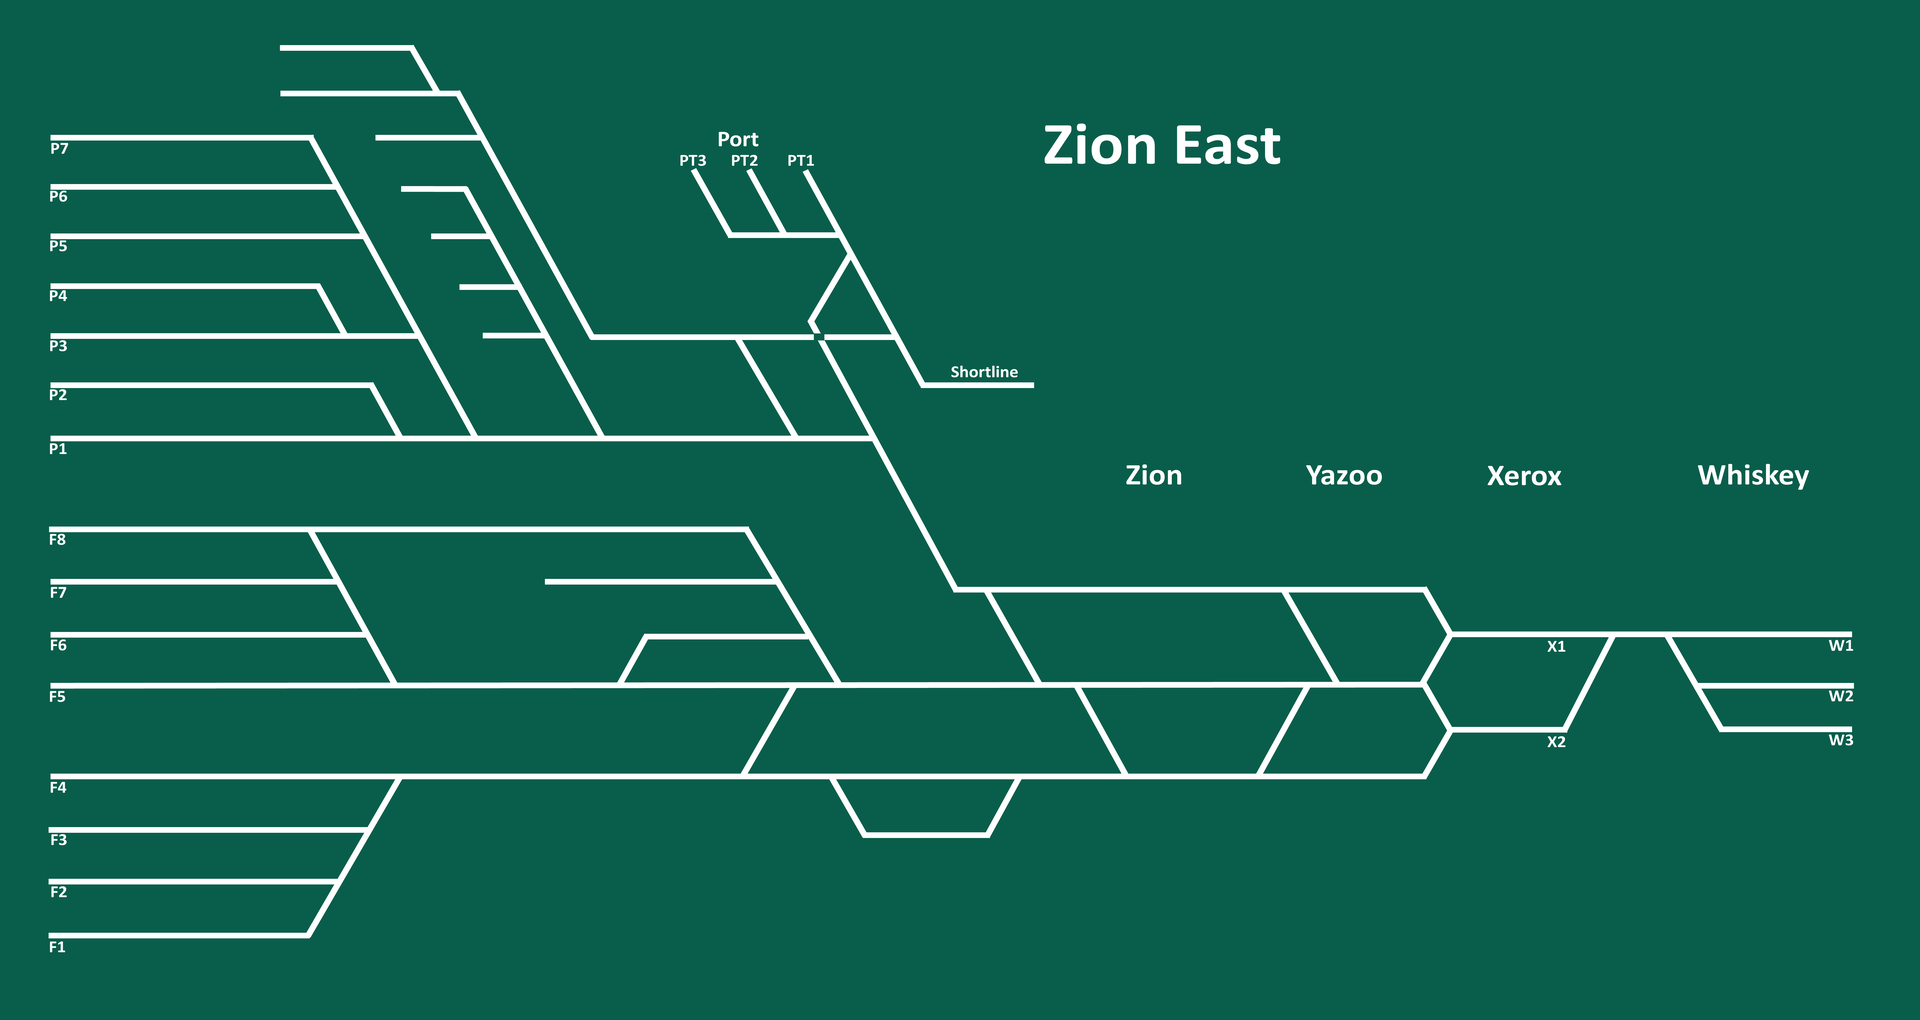 Zion East
Port
PT3 PT2 PT1
P7
P6
P5
P4
P3
Shortline
P2
P1
Zion Yazoo Xerox Whiskey
F8
F7
F6
X1
W1
F5
W2
X2
W3
F4
F3
F2
F1